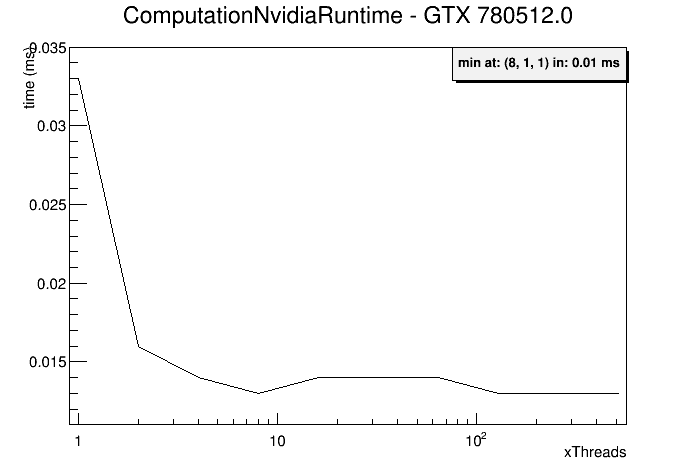 ComputationNvidiaRuntime - GTX 780512.0
min at: (8, 1, 1) in: 0.01 ms
time (ms)
0.035
0.03
0.025
0.02
0.015
1
10
10²
xThreads